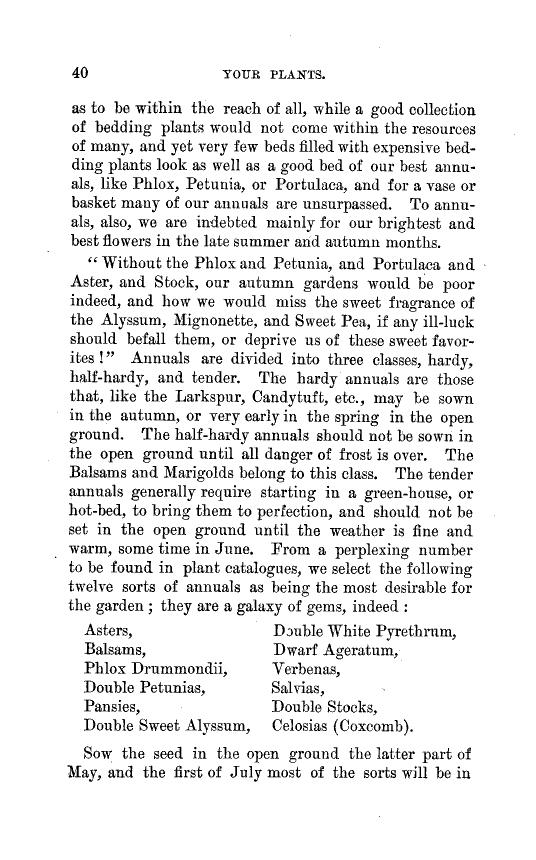 40 YOUR PLANTS.
as to be within the reach of all, while a good collection
of bedding plants would not come within the resources
of many, and yet very few beds filled with expensive bed-
ding plants look as well as a good bed of our best annu-
als, like Phlox, Petunia, or Portulaca, and for a vase or
basket many of our annuals are unsurpassed. To annu-
als, also, we are indebted mainly for our brightest and
best flowers in the late summer and autumn months.
“ Without the Phlox and Petunia, and Portulaca and
Aster, and Stock, our autumn gardens would be poor
indeed, and how we would miss the sweet fragrance of
the Alyssum, Mignonette, and Sweet Pea, if any ill-luck
should befall them, or deprive us of these sweet favor-
ites !” Annuals are divided into three classes, hardy,
half-hardy, and tender. The hardy annuals are those
that, like the Larkspur, Candytuft, etc., may be sown
in the autumn, or very early in the spring in the open
ground. The half-hardy annuals should not be sown in
the open ground until all danger of frost is over. The
Balsams and Marigolds belong to this class. The tender
annuals generally require starting in a green-house, or
hot-bed, to bring them to perfection, and should not be
set in the open ground until the weather is fine and
warm, some time in June. From a perplexing number
to be found in plant catalogues, we select the following
twelve sorts of annuals as being the most desirable for
the garden ; they are a galaxy of gems, indeed :
Asters, Double White Pyrethrum,
Balsams, Dwarf Ageratum,
Phlox Drummondii, Verbenas,
Double Petunias, Salvias,
Pansies, Double Stocks,
Double Sweet Alyssum, Celosias (Coxcomb).
Sow the seed in the open ground the latter part of
May, and the first of July most of the sorts will be in